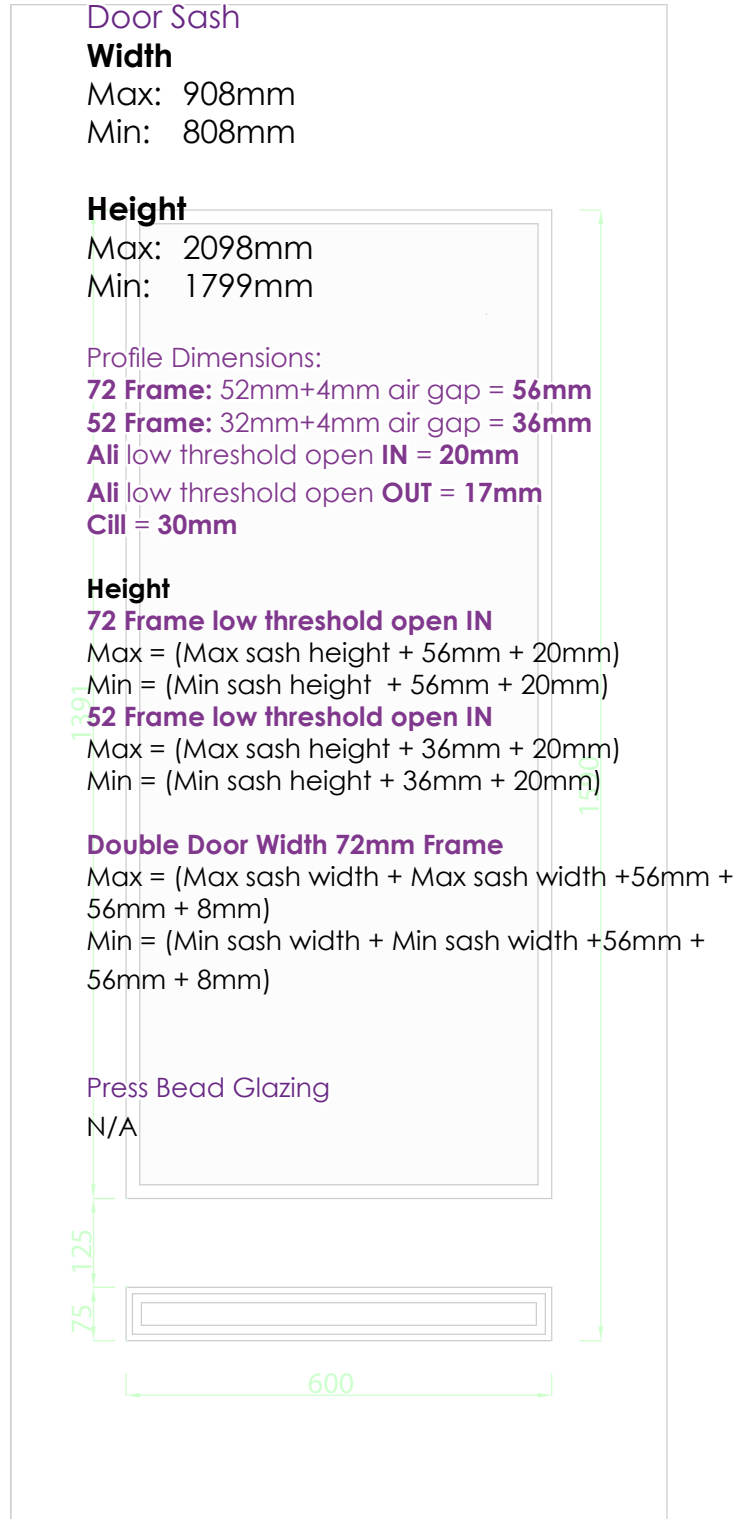 Door Sash
Width
Max: 908mm
Min: 808mm
Height
Max: 2098mm
Min: 1799mm
Profile Dimensions:
72 Frame: 52mm+4mm air gap = 56mm
52 Frame: 32mm+4mm air gap = 36mm
Ali low threshold open IN = 20mm
Ali low threshold open OUT = 17mm
Cill = 30mm
Height
72 Frame low threshold open IN
Max = (Max sash height + 56mm + 20mm)
Min = (Min sash height + 56mm + 20mm)
1391
52 Frame low threshold open IN
Max = (Max sash height + 36mm + 20mm)
Min = (Min sash height + 36mm + 20mm)
Double Door Width 72mm Frame
Max = (Max sash width + Max sash width +56mm +
56mm + 8mm)
Min = (Min sash width + Min sash width +56mm +
56mm + 8mm)
Press Bead Glazing
N/A
125
75
600